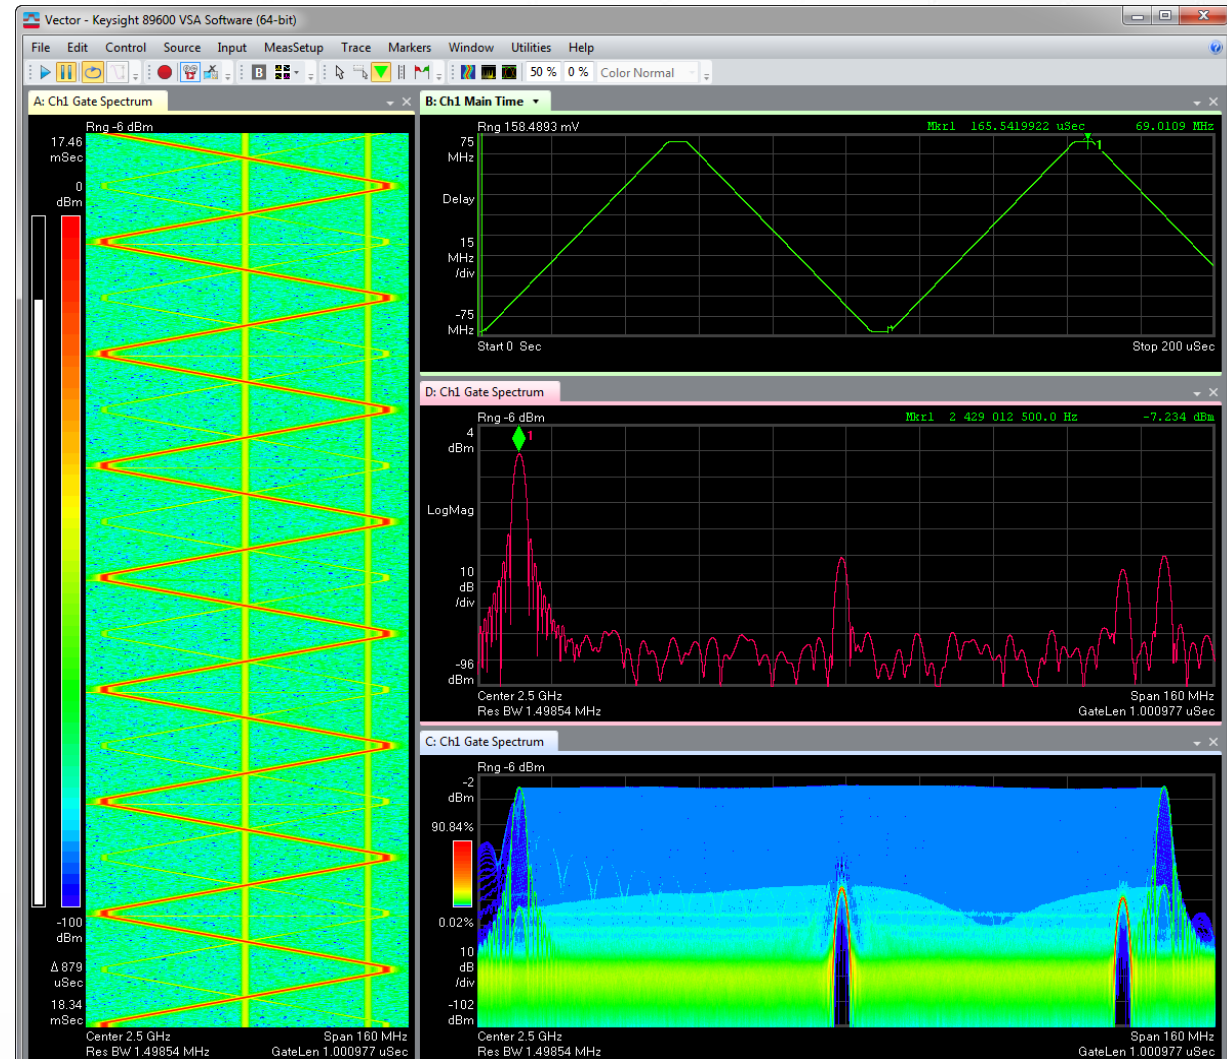 Vector - Keysight 89600 VSA Software (64-bit)
File Edit Control Source Input MeasSetup Trace Markers Window Utilities Help
B 50 % 0 % Color Normal
A: Ch1 Gate Spectrum
Rng -6 dBm
17.46
mSec
0
dBm
-100
dBm
Δ 879
uSec
18.34
mSec
Center 2.5 GHz Span 160 MHz
Res BW 1.49854 MHz GateLen 1.000977 uSec
B: Ch1 Main Time
Rng 158.4893 mV Mkr1 165.5419922 uSec 69.0109 MHz
75
MHz
1
Delay
15
MHz
/div
-75
MHz
Start 0 Sec Stop 200 uSec
D: Ch1 Gate Spectrum
Rng -6 dBm Mkr1 2 429 012 500.0 Hz -7.234 dBm
4
dBm
1
LogMag
10
dB
/div
-96
dBm
Center 2.5 GHz Span 160 MHz
Res BW 1.49854 MHz GateLen 1.000977 uSec
C: Ch1 Gate Spectrum
Rng -6 dBm
-2
dBm
90.84%
0.02%
10
dB
/div
-102
dBm
Center 2.5 GHz Span 160 MHz
Res BW 1.49854 MHz GateLen 1.000977 uSec